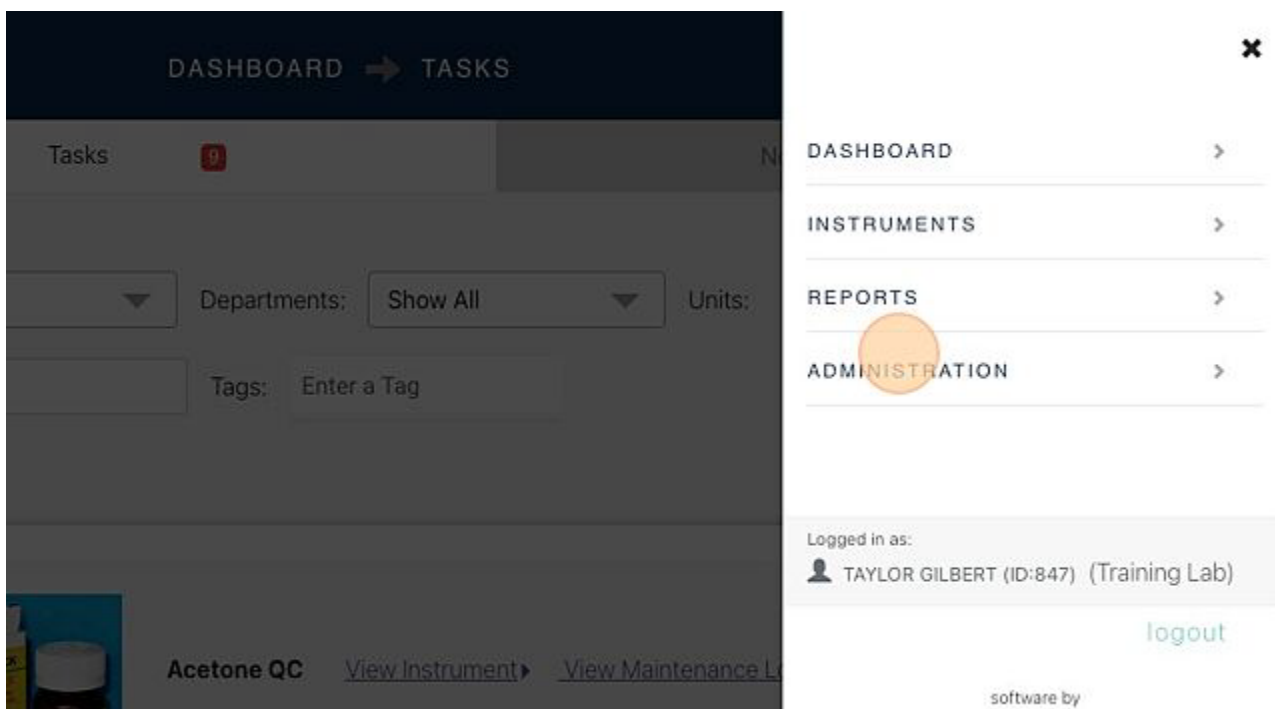 DASHBOARD TASKS
Tasks 9
Departments: Show All Units:
Tags: Enter a Tag
Acetone QC View Instrument View Maintenance
DASHBOARD
INSTRUMENTS
REPORTS
ADMINISTRATION
Logged in as:
TAYLOR GILBERT (ID:847) (Training Lab)
logout
software by